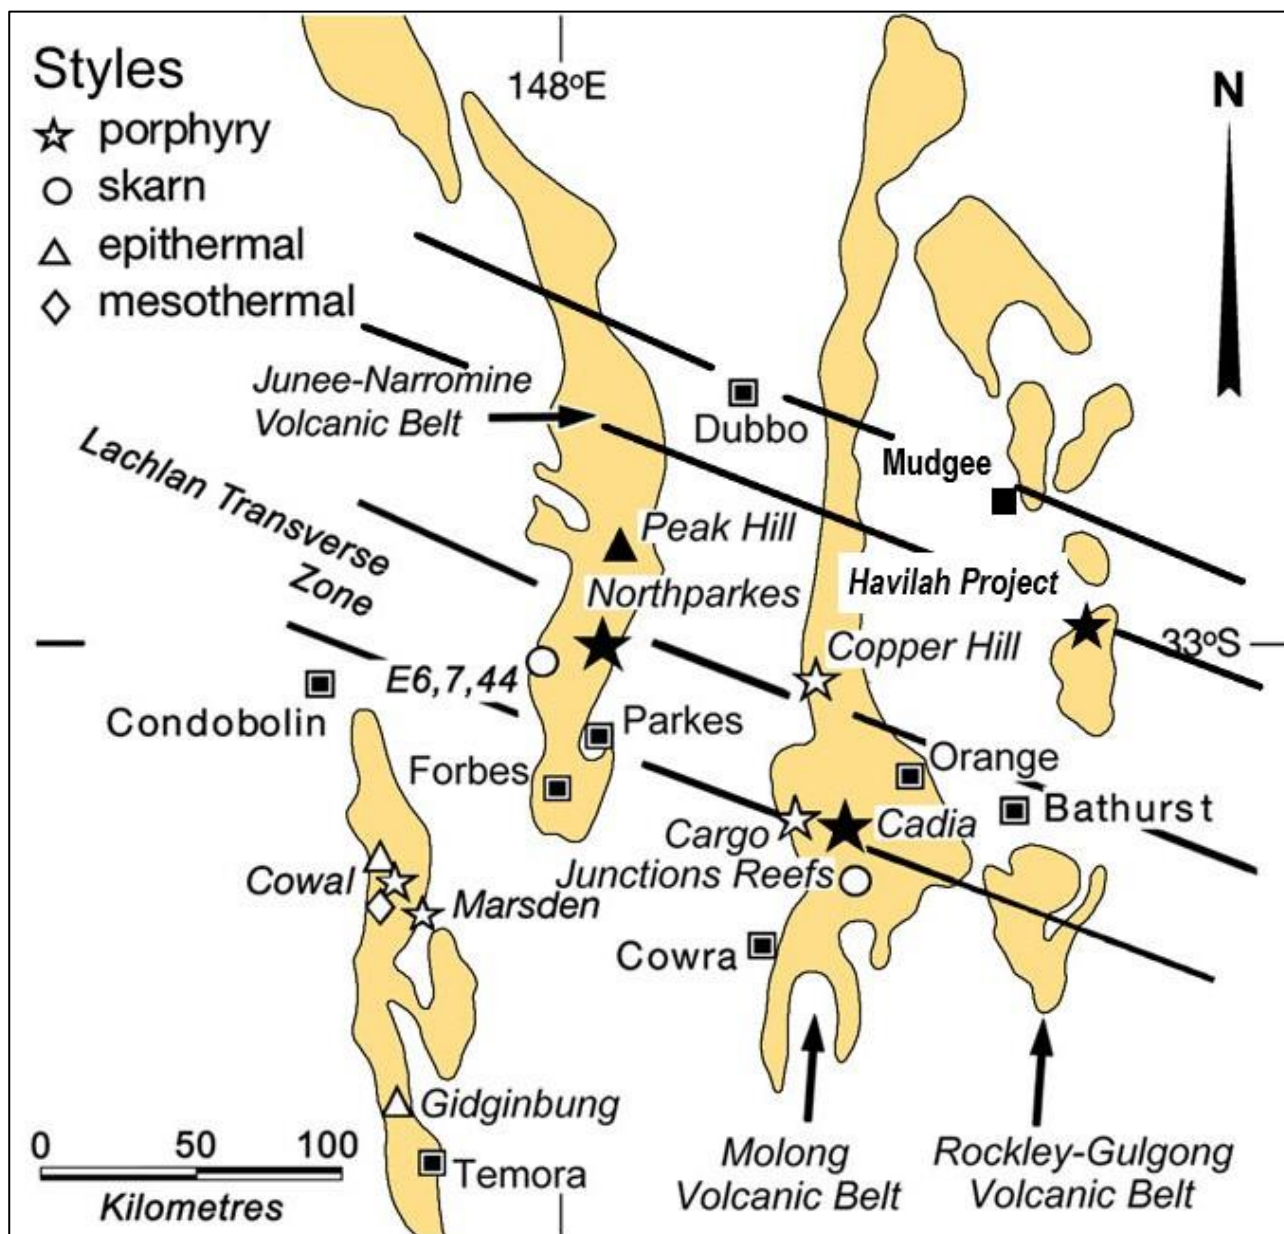 Styles
porphyry
skarn
epithermal
mesothermal
148ºE
N
Junee-Narromine
Volcanic Belt
Dubbo
Mudgee
Lachlan Transverse
Zone
Peak Hill
Northparkes
Havilah Project
33ºS
Copper Hill
E6,7,44
Condobolin
Parkes
Forbes
Orange
Bathurst
Cargo
Cadia
Junctions Reefs
Cowal
Marsden
Cowra
Gidginbung
Temora
0 50 100
Kilometres
Molong
Volcanic Belt
Rockley-Gulgong
Volcanic Belt